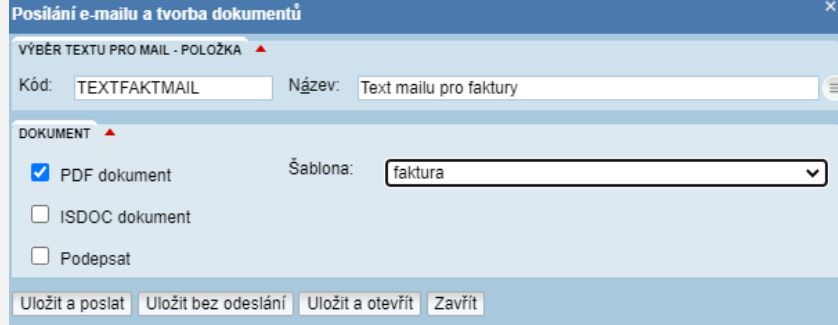 Posílání e-mailu a tvorba dokumentů
VÝBĚR TEXTU PRO MAIL - POLOŽKA
Kód: TEXTFAKTMAIL Název: Text mailu pro faktury
DOKUMENT
PDF dokument Šablona: faktura
ISDOC dokument
Podepsat
Uložit a poslat Uložit bez odeslání Uložit a otevřít Zavřít